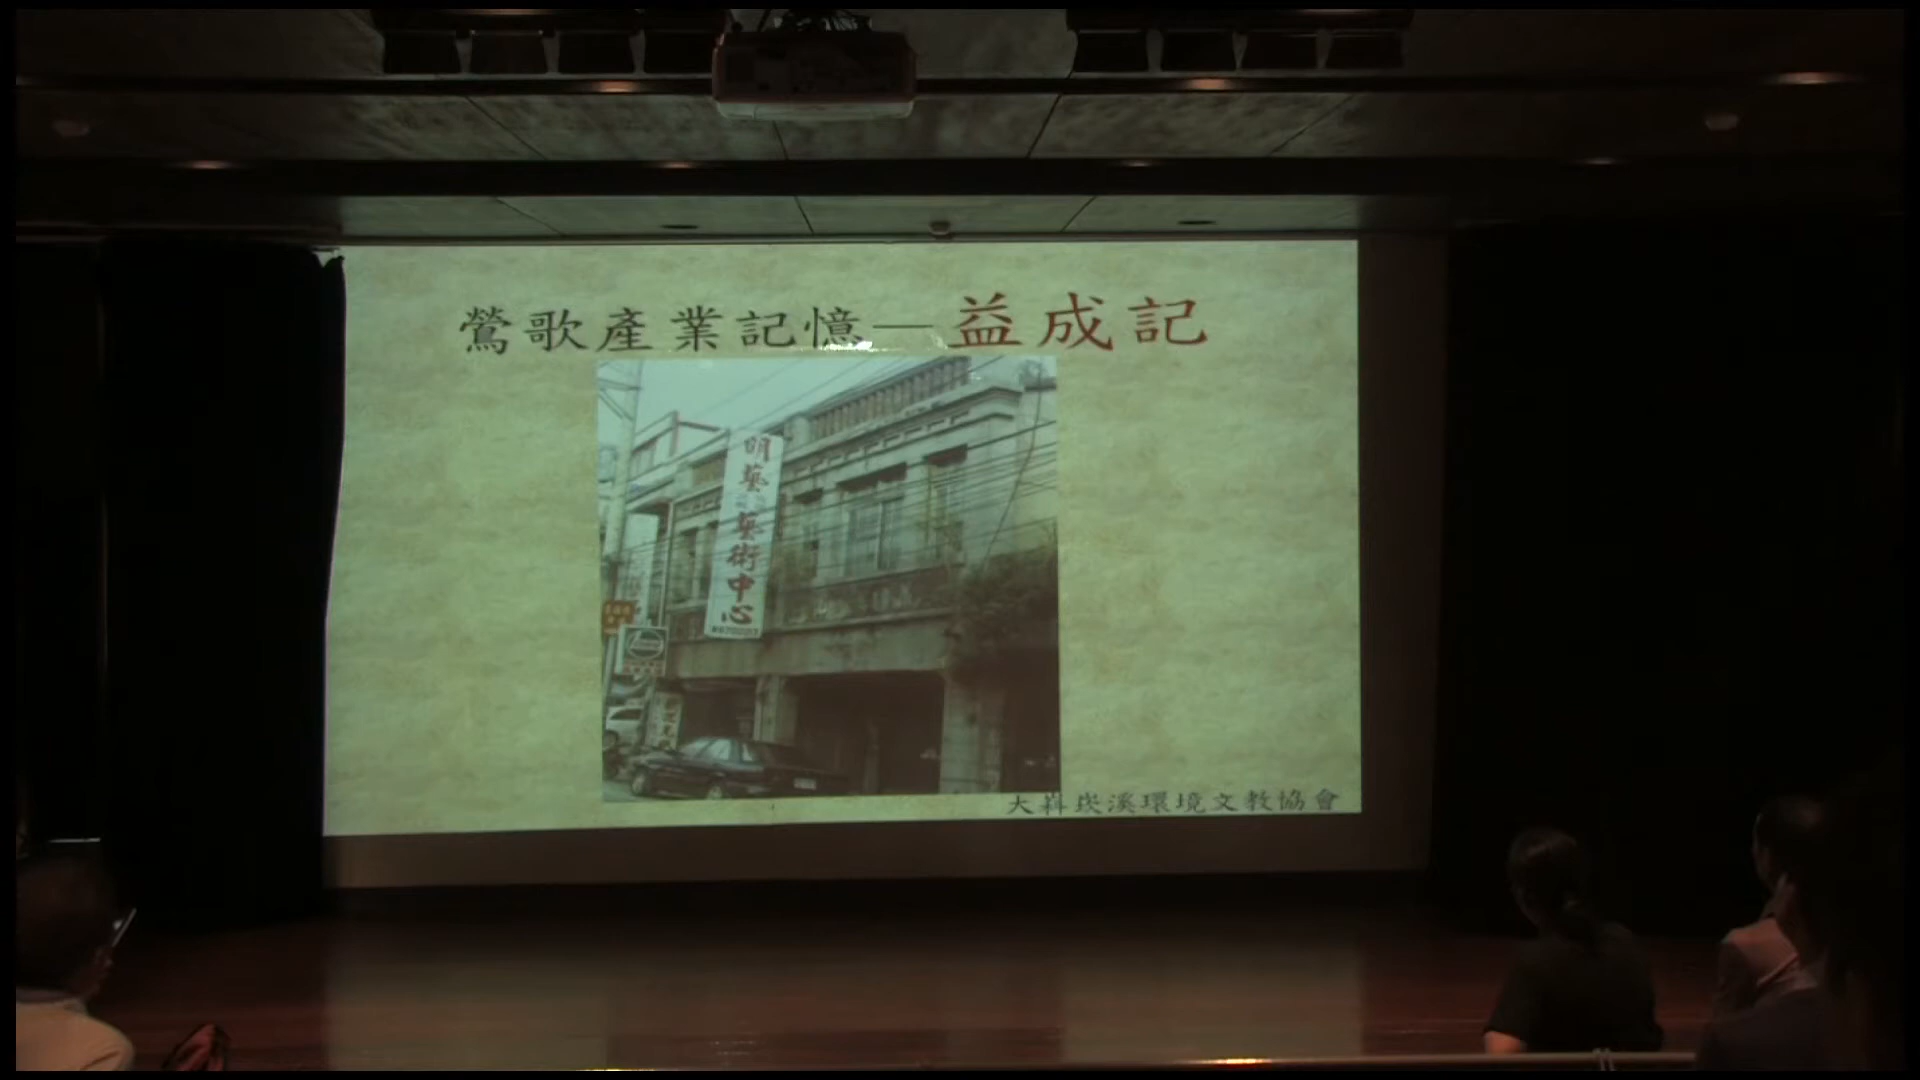 鶯歌產業記憶—益成記
明藝 藝術中心
大嵙崁溪環境文教協會